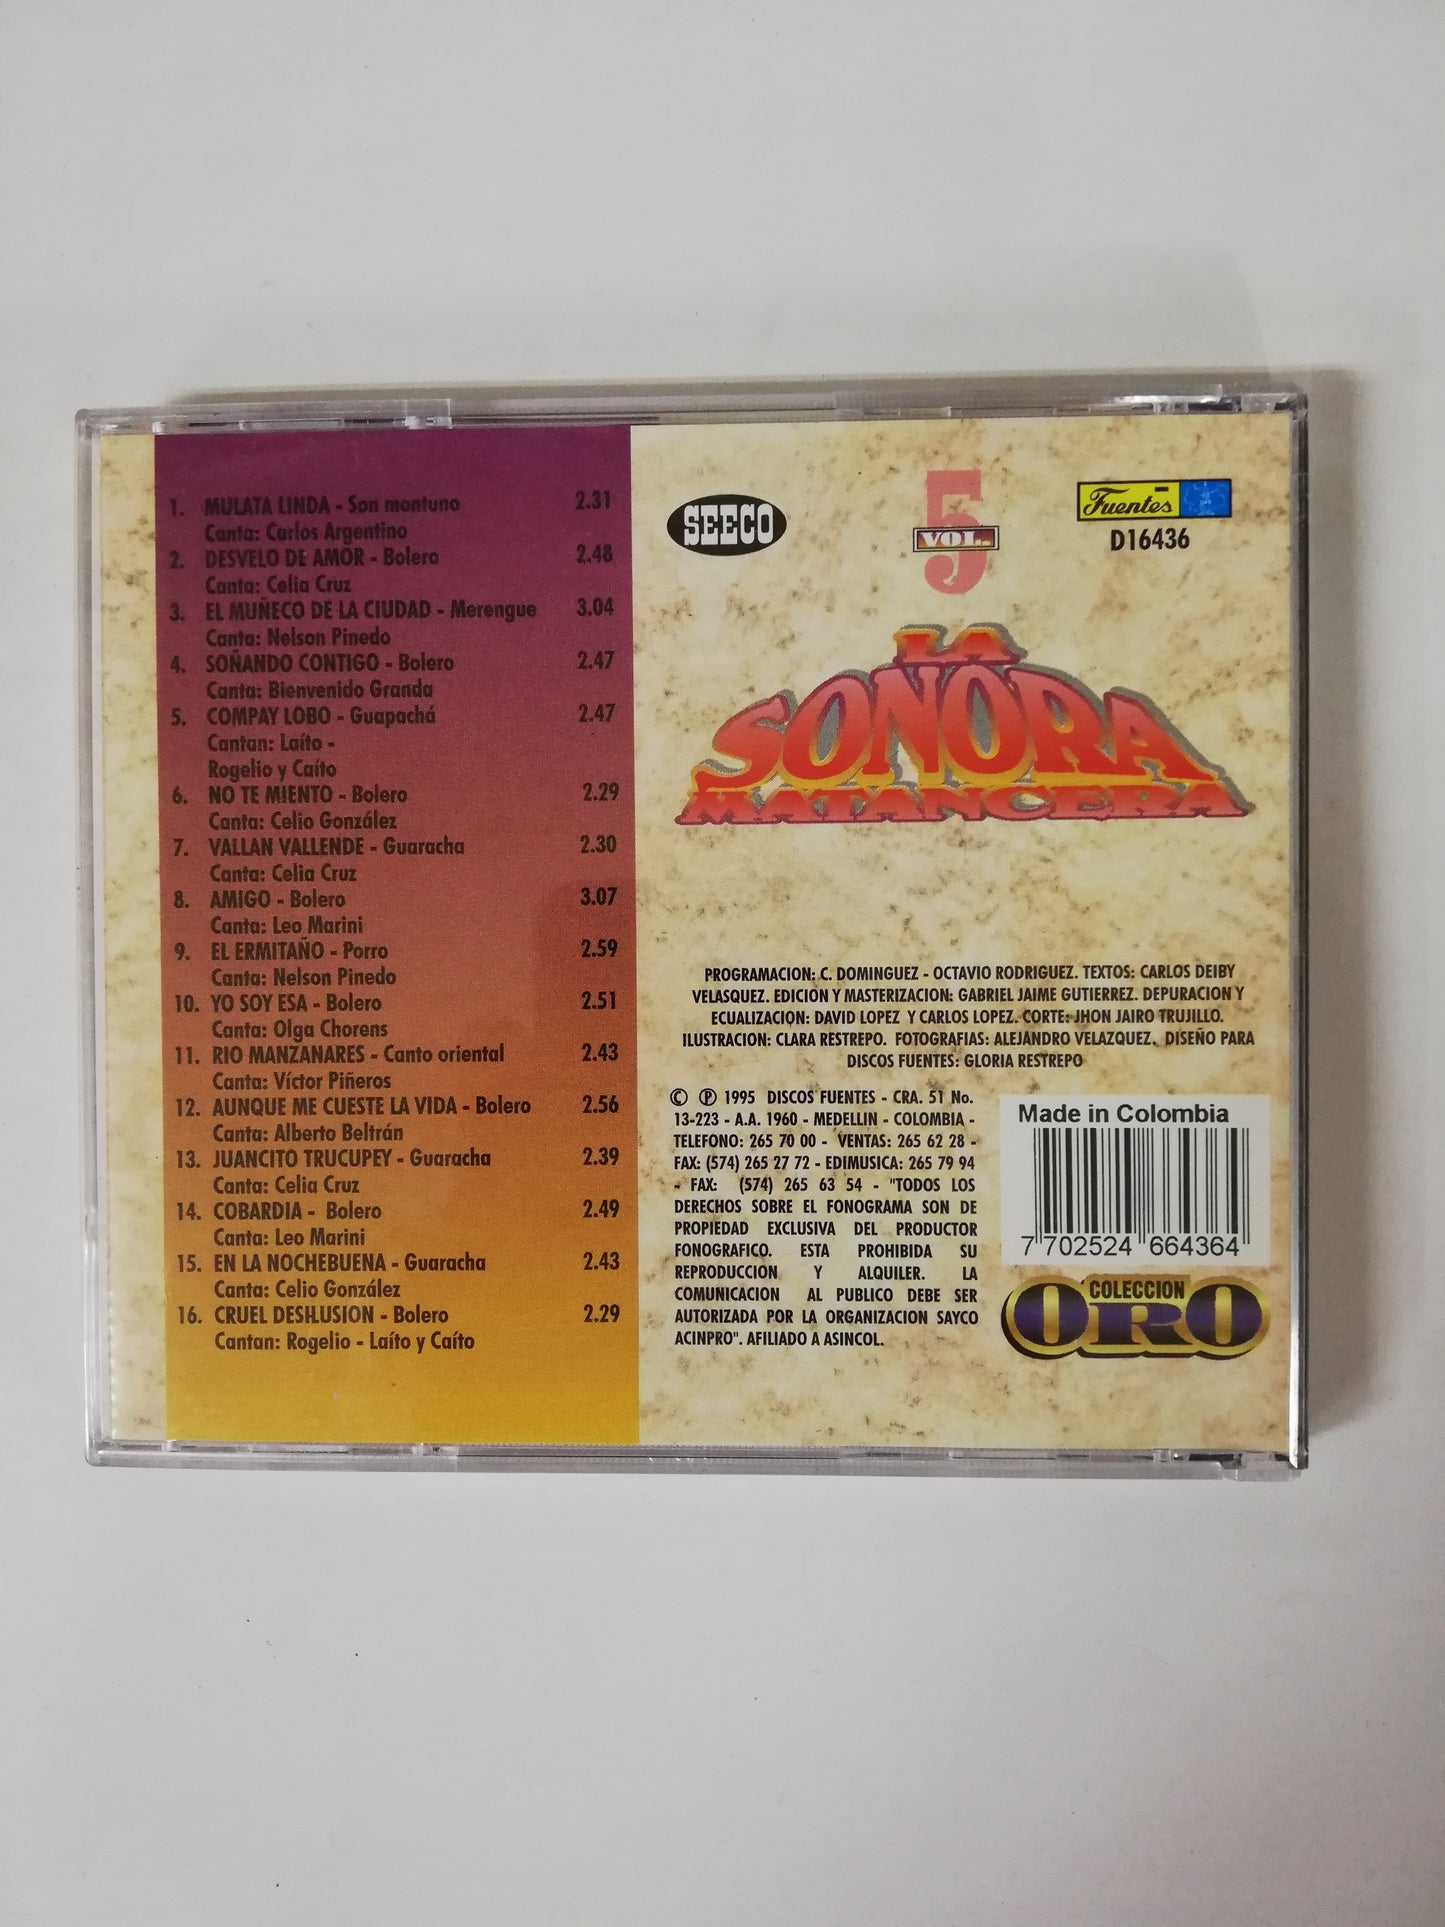 1. MULATA LINDA - Son montuno 2.31
Canta: Carlos Argentino
2. DESVELO DE AMOR - Bolero 2.48
Canta: Celia Cruz
3. EL MUÑECO DE LA CIUDAD - Merengue 3.04
Canta: Nelson Pinedo
4. SOÑANDO CONTIGO - Bolero 2.47
Canta: Bienvenido Granda
5. COMPAY LOBO - Guapachá 2.47
Cantan: Laíto -
Rogelio y Caíto
6. NO TE MIENTO - Bolero 2.29
Canta: Celio González
7. VALLAN VALLENDE - Guaracha 2.30
Canta: Celia Cruz
8. AMIGO - Bolero 3.07
Canta: Leo Marini
9. EL ERMITAÑO - Porro 2.59
Canta: Nelson Pinedo
10. YO SOY ESA - Bolero 2.51
Canta: Olga Chorens
11. RIO MANZANARES - Canto oriental 2.43
Canta: Víctor Piñeros
12. AUNQUE ME CUESTE LA VIDA - Bolero 2.56
Canta: Alberto Beltrán
13. JUANCITO TRUCUPEY - Guaracha 2.39
Canta: Celia Cruz
14. COBARDIA - Bolero 2.49
Canta: Leo Marini
15. EN LA NOCHEBUENA - Guaracha 2.43
Canta: Celio González
16. CRUEL DESILUSION - Bolero 2.29
Cantan: Rogelio - Laíto y Caíto
SEECO
5
VOL.
Fuentes
D16436
LA
SONORA
MATANCERA
PROGRAMACION: C. DOMINGUEZ - OCTAVIO RODRIGUEZ. TEXTOS: CARLOS DEIBY
VELASQUEZ. EDICION Y MASTERIZACION: GABRIEL JAIME GUTIERREZ. DEPURACION Y
ECUALIZACION: DAVID LOPEZ Y CARLOS LOPEZ. CORTE: JHON JAIRO TRUJILLO.
ILUSTRACION: CLARA RESTREPO. FOTOGRAFIAS: ALEJANDRO VELAZQUEZ. DISEÑO PARA
DISCOS FUENTES: GLORIA RESTREPO
© ℗ 1995 DISCOS FUENTES - CRA. 51 No.
13-223 - A.A. 1960 - MEDELLIN - COLOMBIA -
TELEFONO: 265 70 00 - VENTAS: 265 62 28 -
FAX: (574) 265 27 72 - EDIMUSICA: 265 79 94
- FAX: (574) 265 63 54 - "TODOS LOS
DERECHOS SOBRE EL FONOGRAMA SON DE
PROPIEDAD EXCLUSIVA DEL PRODUCTOR
FONOGRAFICO. ESTA PROHIBIDA SU
REPRODUCCION Y ALQUILER. LA
COMUNICACION AL PUBLICO DEBE SER
AUTORIZADA POR LA ORGANIZACION SAYCO
ACINPRO". AFILIADO A ASINCOL.
Made in Colombia
7 702524 664364
COLECCION
ORO